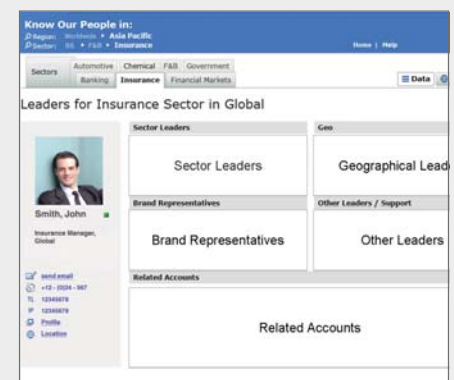 Know Our People in:
Region: Worldwide • Asia Pacific
Sector: • F&B • Insurance
Home | Help
Sectors
Automotive Chemical F&B Government
Banking Insurance Financial Markets
Data
Leaders for Insurance Sector in Global
Sector Leaders
Geo
Sector Leaders
Geographical Lead
Smith, John
Insurance Manager,
Global
Brand Representatives
Other Leaders / Support
Brand Representatives
Other Leaders
send email
TL 12345678
IP 12345678
Profile
Location
Related Accounts
Related Accounts